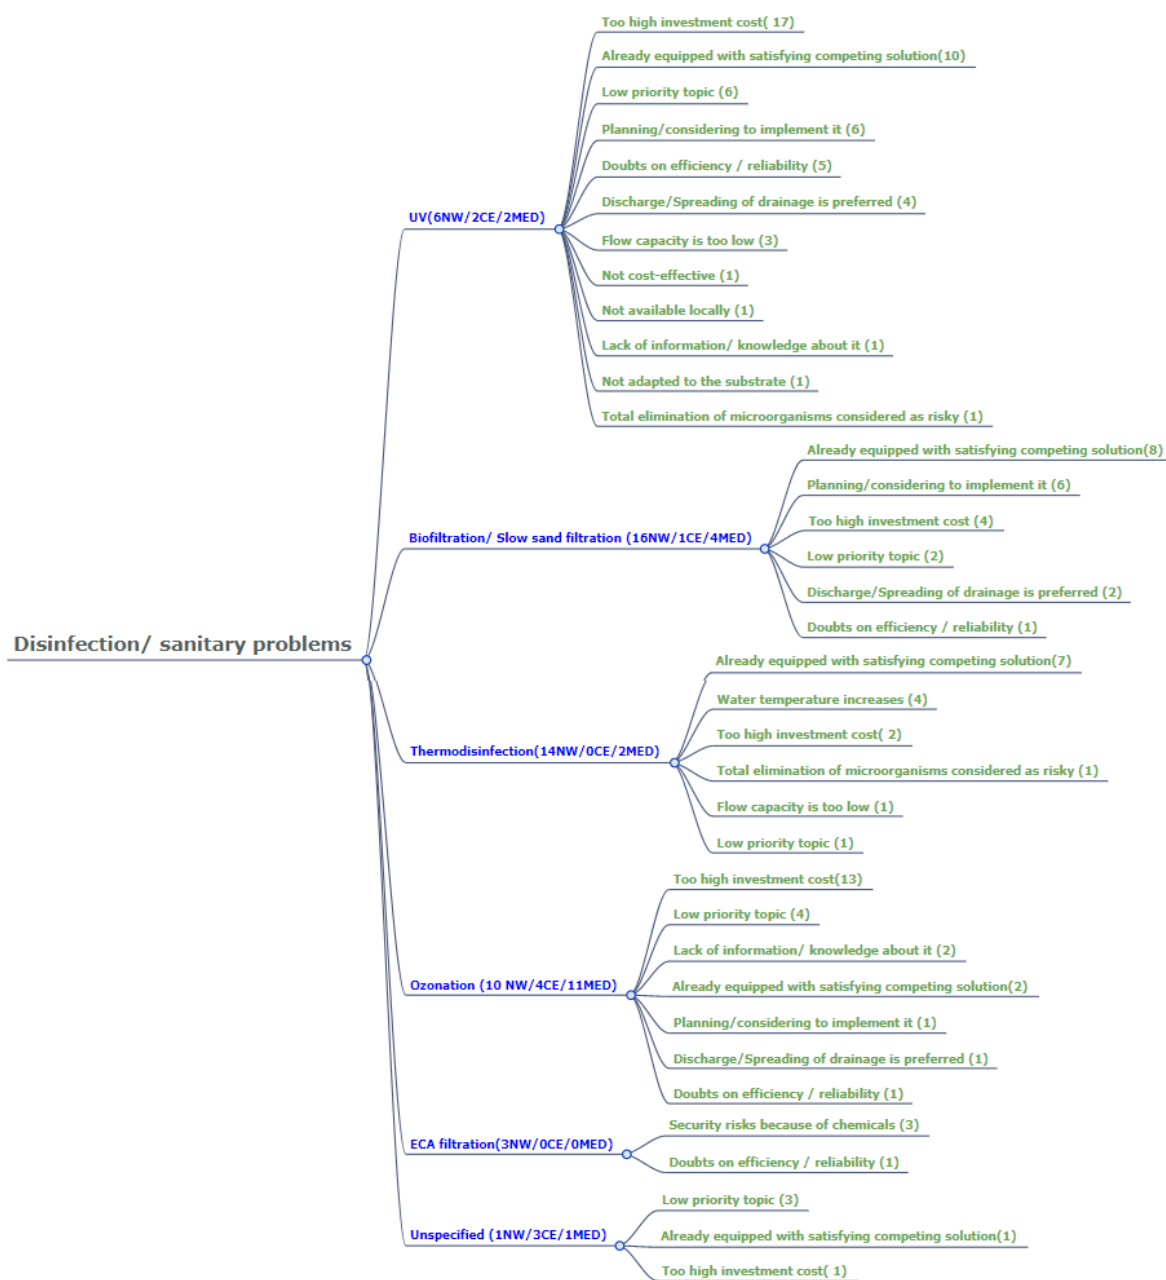 Disinfection/ sanitary problems
UV(6NW/2CE/2MED)
Too high investment cost( 17)
Already equipped with satisfying competing solution(10)
Low priority topic (6)
Planning/considering to implement it (6)
Doubts on efficiency / reliability (5)
Discharge/Spreading of drainage is preferred (4)
Flow capacity is too low (3)
Not cost-effective (1)
Not available locally (1)
Lack of information/ knowledge about it (1)
Not adapted to the substrate (1)
Total elimination of microorganisms considered as risky (1)
Biofiltration/ Slow sand filtration (16NW/1CE/4MED)
Already equipped with satisfying competing solution(8)
Planning/considering to implement it (6)
Too high investment cost (4)
Low priority topic (2)
Discharge/Spreading of drainage is preferred (2)
Doubts on efficiency / reliability (1)
Thermodisinfection(14NW/0CE/2MED)
Already equipped with satisfying competing solution(7)
Water temperature increases (4)
Too high investment cost( 2)
Total elimination of microorganisms considered as risky (1)
Flow capacity is too low (1)
Low priority topic (1)
Ozonation (10 NW/4CE/11MED)
Too high investment cost(13)
Low priority topic (4)
Lack of information/ knowledge about it (2)
Already equipped with satisfying competing solution(2)
Planning/considering to implement it (1)
Discharge/Spreading of drainage is preferred (1)
Doubts on efficiency / reliability (1)
ECA filtration(3NW/0CE/0MED)
Security risks because of chemicals (3)
Doubts on efficiency / reliability (1)
Unspecified (1NW/3CE/1MED)
Low priority topic (3)
Already equipped with satisfying competing solution(1)
Too high investment cost( 1)